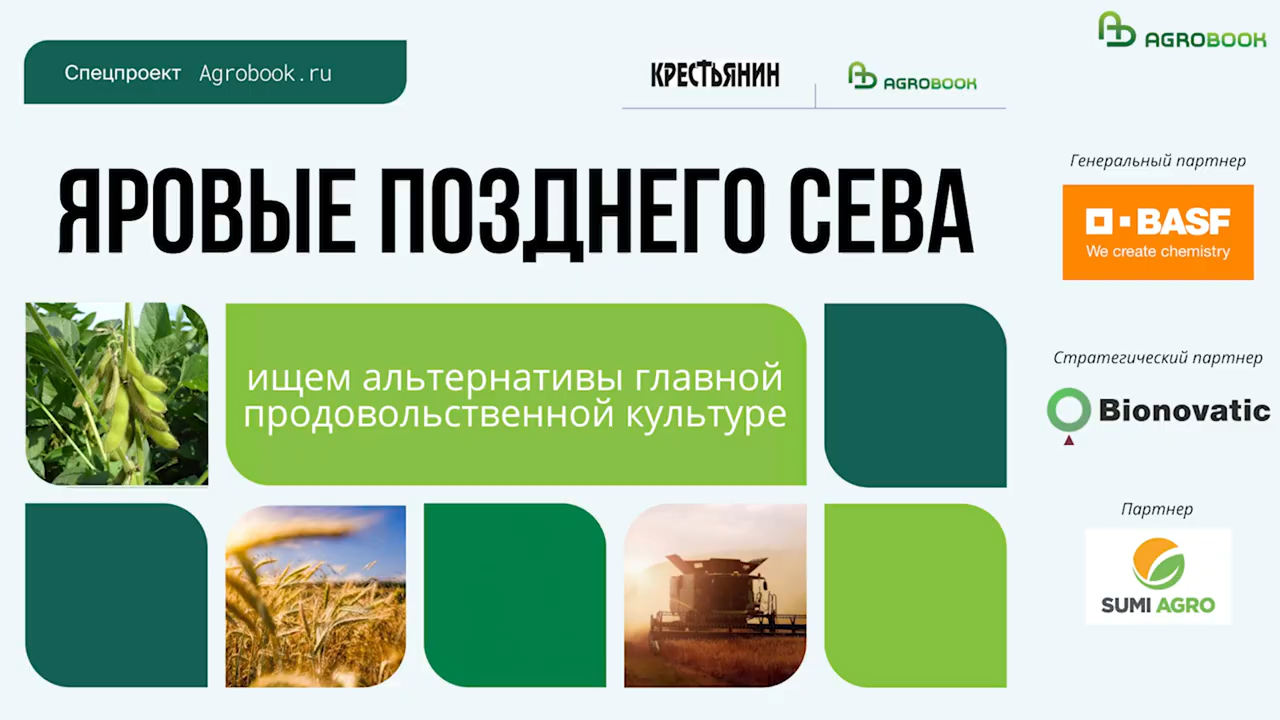 AGROBOOK
Спецпроект Agrobook.ru
КРЕСТЬЯНИН
AGROBOOK
ЯРОВЫЕ ПОЗДНЕГО СЕВА
ищем альтернативы главной
продовольственной культуре
Генеральный партнер
BASF
We create chemistry
Стратегический партнер
Bionovatic
Партнер
SUMI AGRO